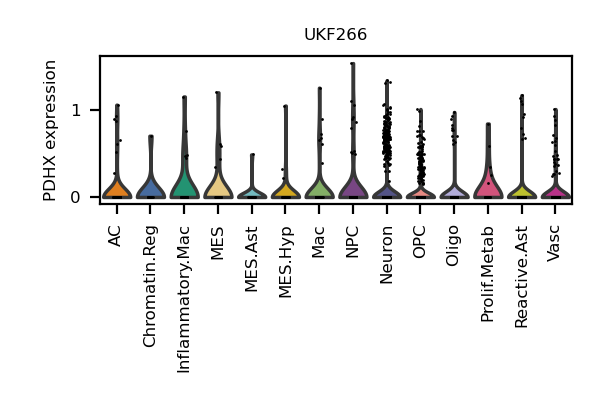 UKF266
PDHX expression
1
0
AC
Chromatin.Reg
Inflammatory.Mac
MES
MES.Ast
MES.Hyp
Mac
NPC
Neuron
OPC
Oligo
Prolif.Metab
Reactive.Ast
Vasc